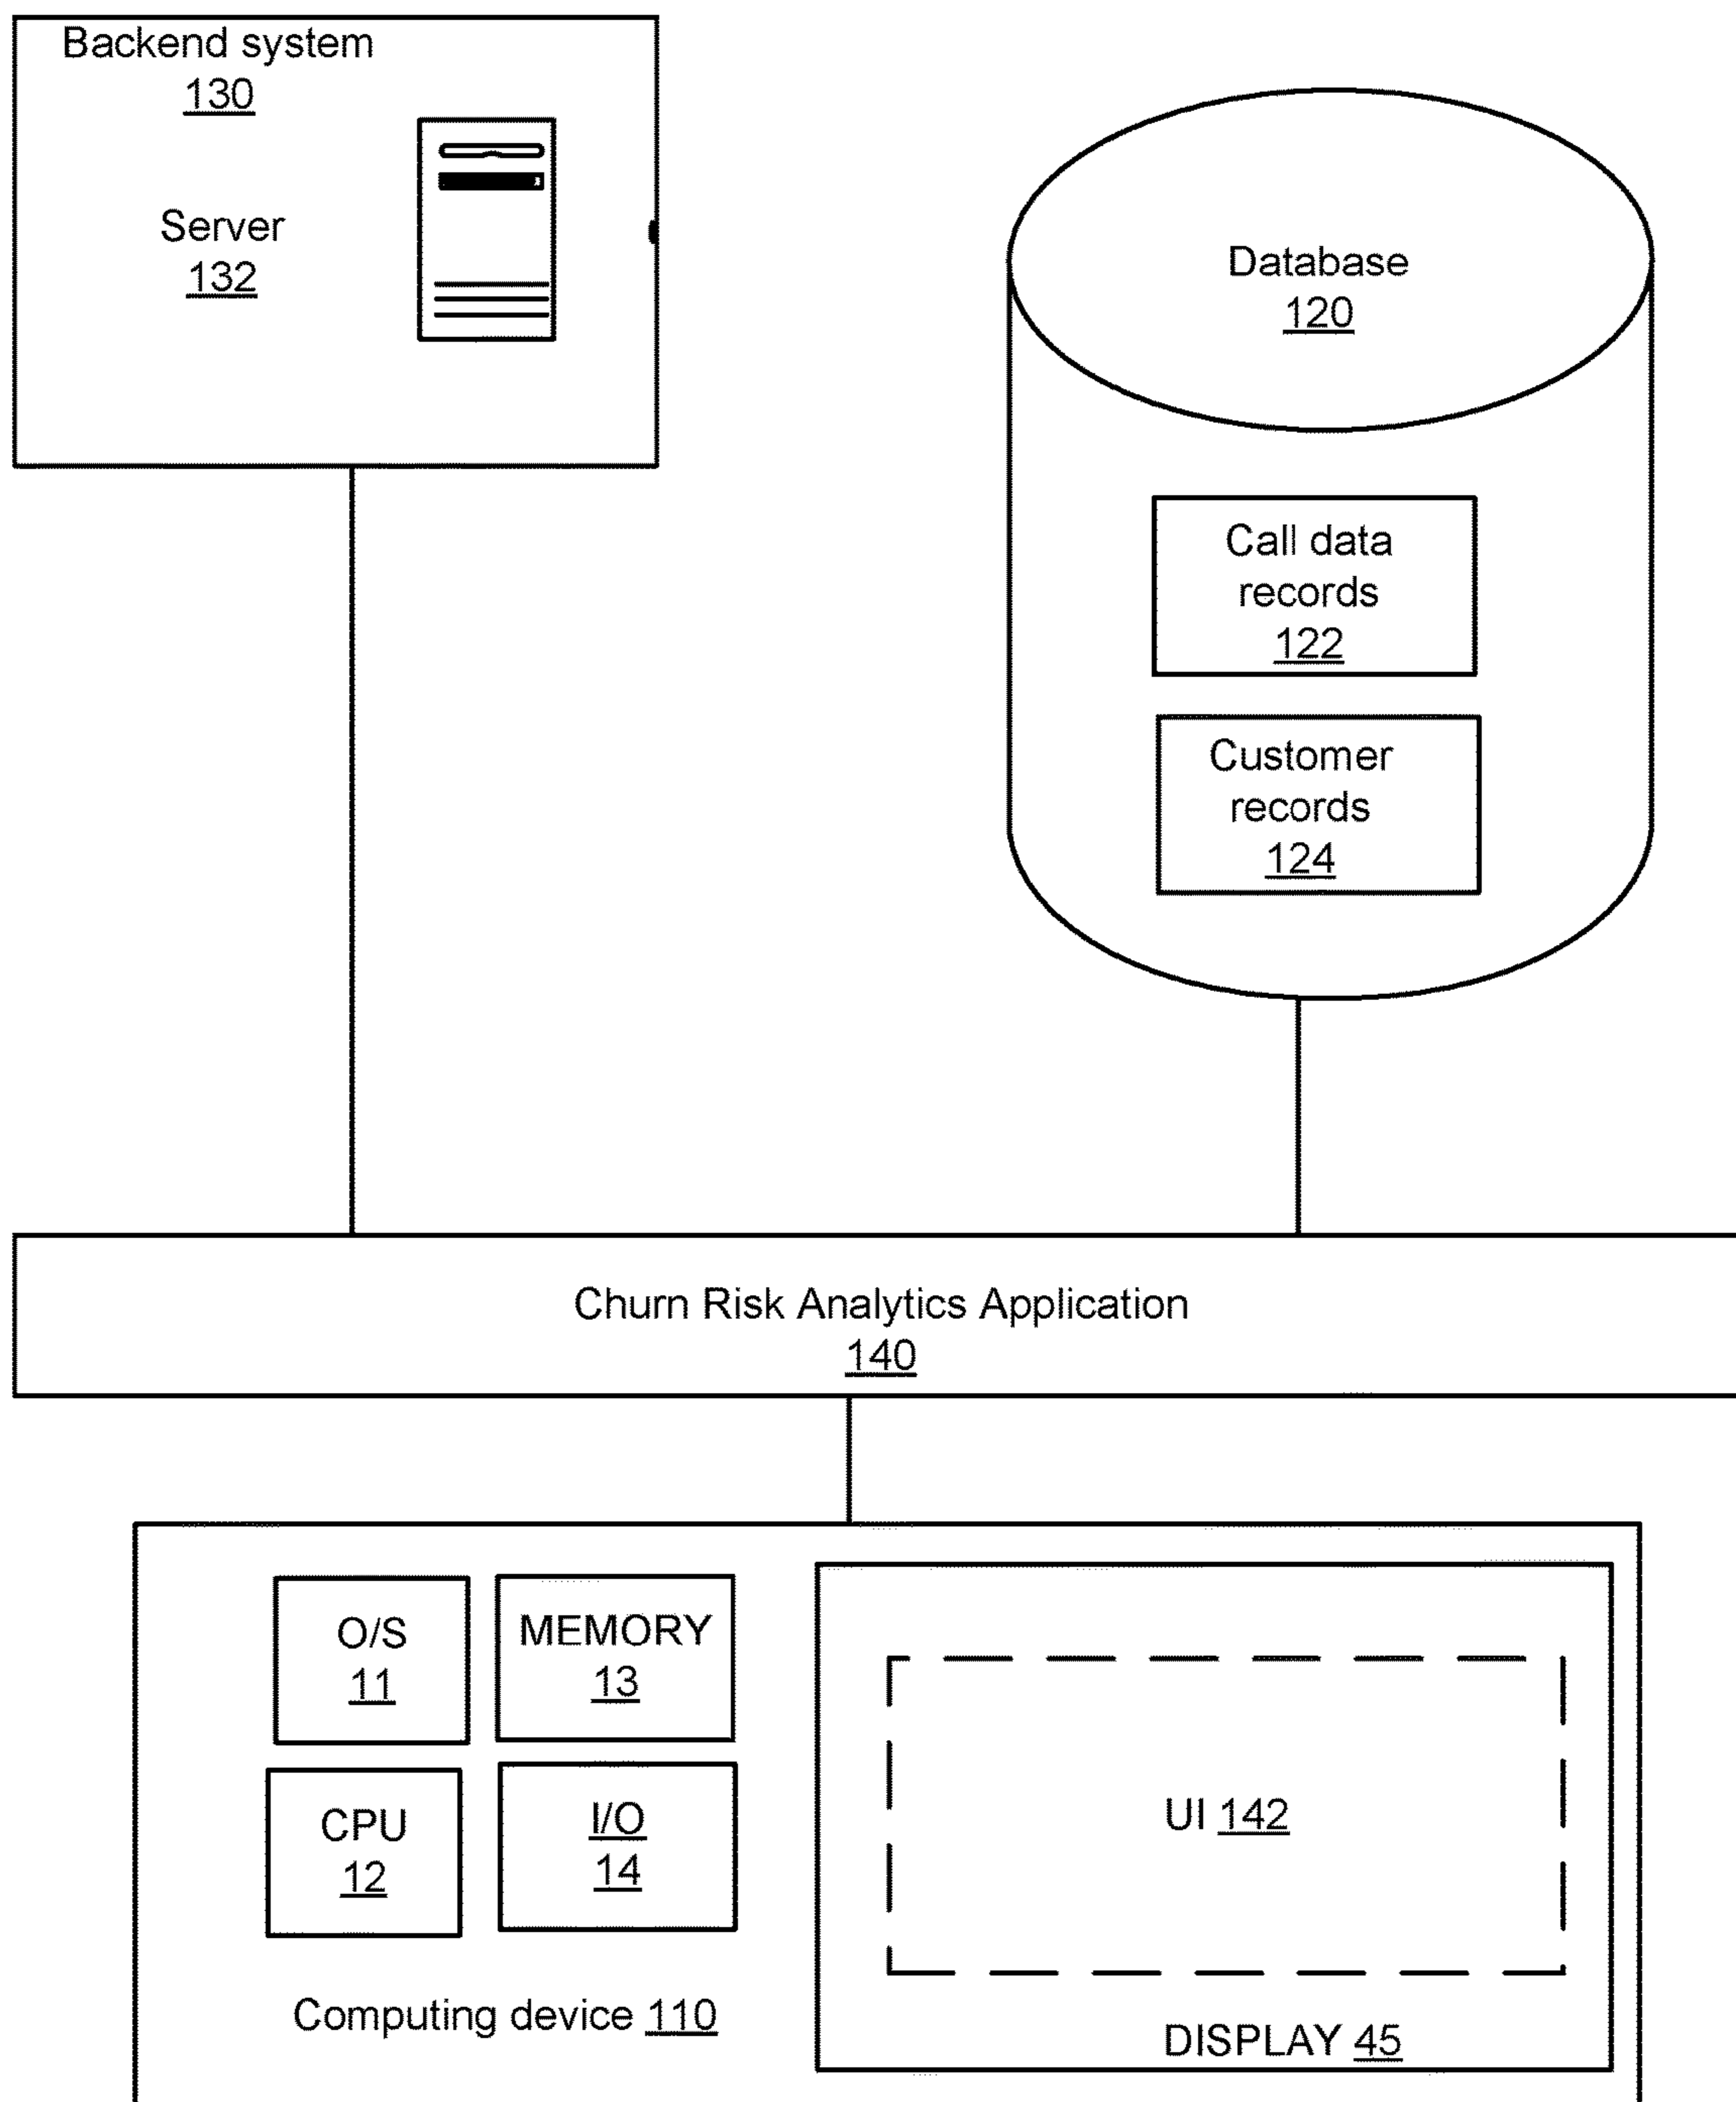 Backend system
130
Server
132
Database
120
Call data
records
122
Customer
records
124
Churn Risk Analytics Application
140
O/S
11
MEMORY
13
CPU
12
I/O
14
UI 142
Computing device 110
DISPLAY 45